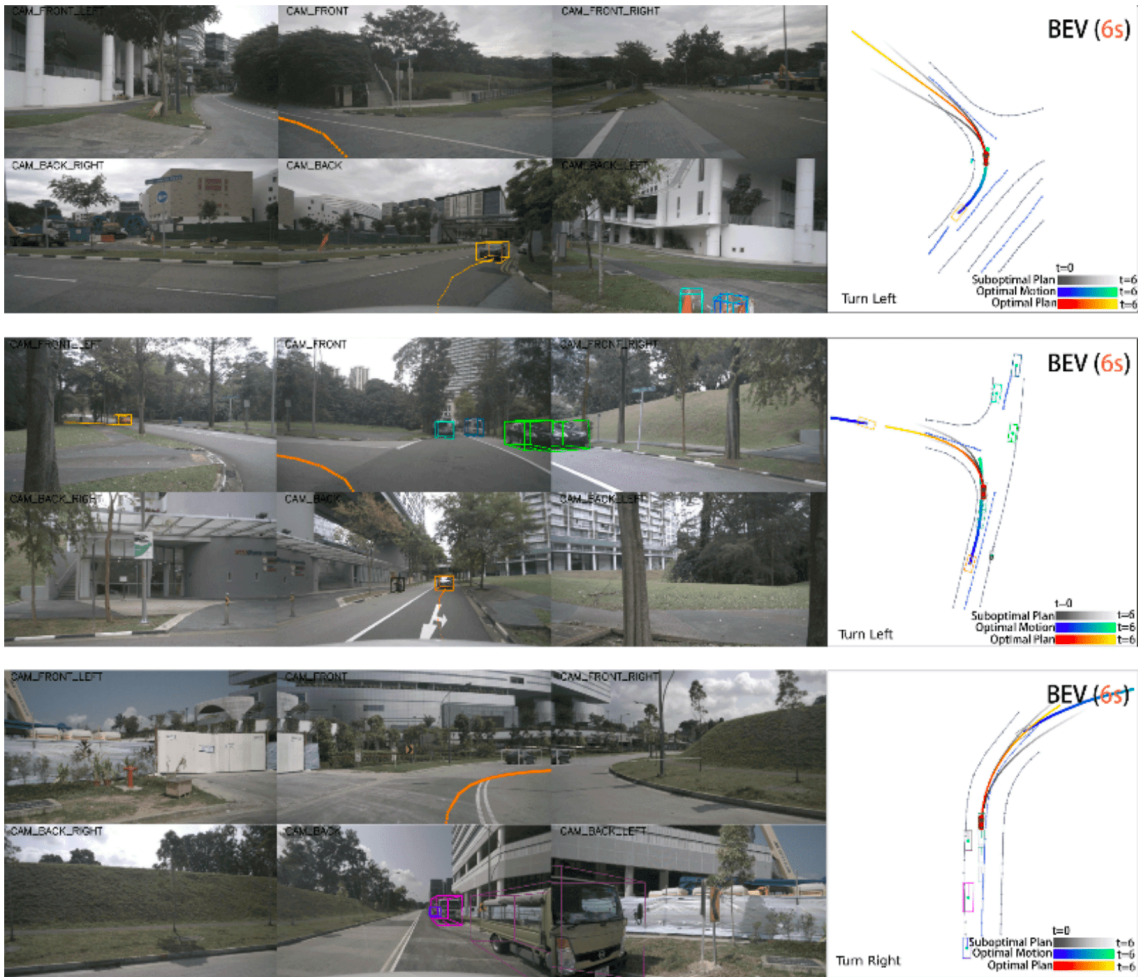 CAM_FRONT_LEFT
CAM_FRONT
CAM_FRONT_RIGHT
BEV (6s)
CAM_BACK_RIGHT
CAM_BACK
CAM_BACK_LEFT
t=0
Suboptimal Plan t=6
Optimal Motion t=6
Optimal Plan t=6
Turn Left
CAM_FRONT_LEFT
CAM_FRONT
CAM_FRONT_RIGHT
BEV (6s)
CAM_BACK_RIGHT
CAM_BACK
CAM_BACK_LEFT
t=0
Suboptimal Plan t=6
Optimal Motion t=6
Optimal Plan t=6
Turn Left
CAM_FRONT_LEFT
CAM_FRONT
CAM_FRONT_RIGHT
BEV (6s)
CAM_BACK_RIGHT
CAM_BACK
CAM_BACK_LEFT
t=0
Suboptimal Plan t=6
Optimal Motion t=6
Optimal Plan t=6
Turn Right